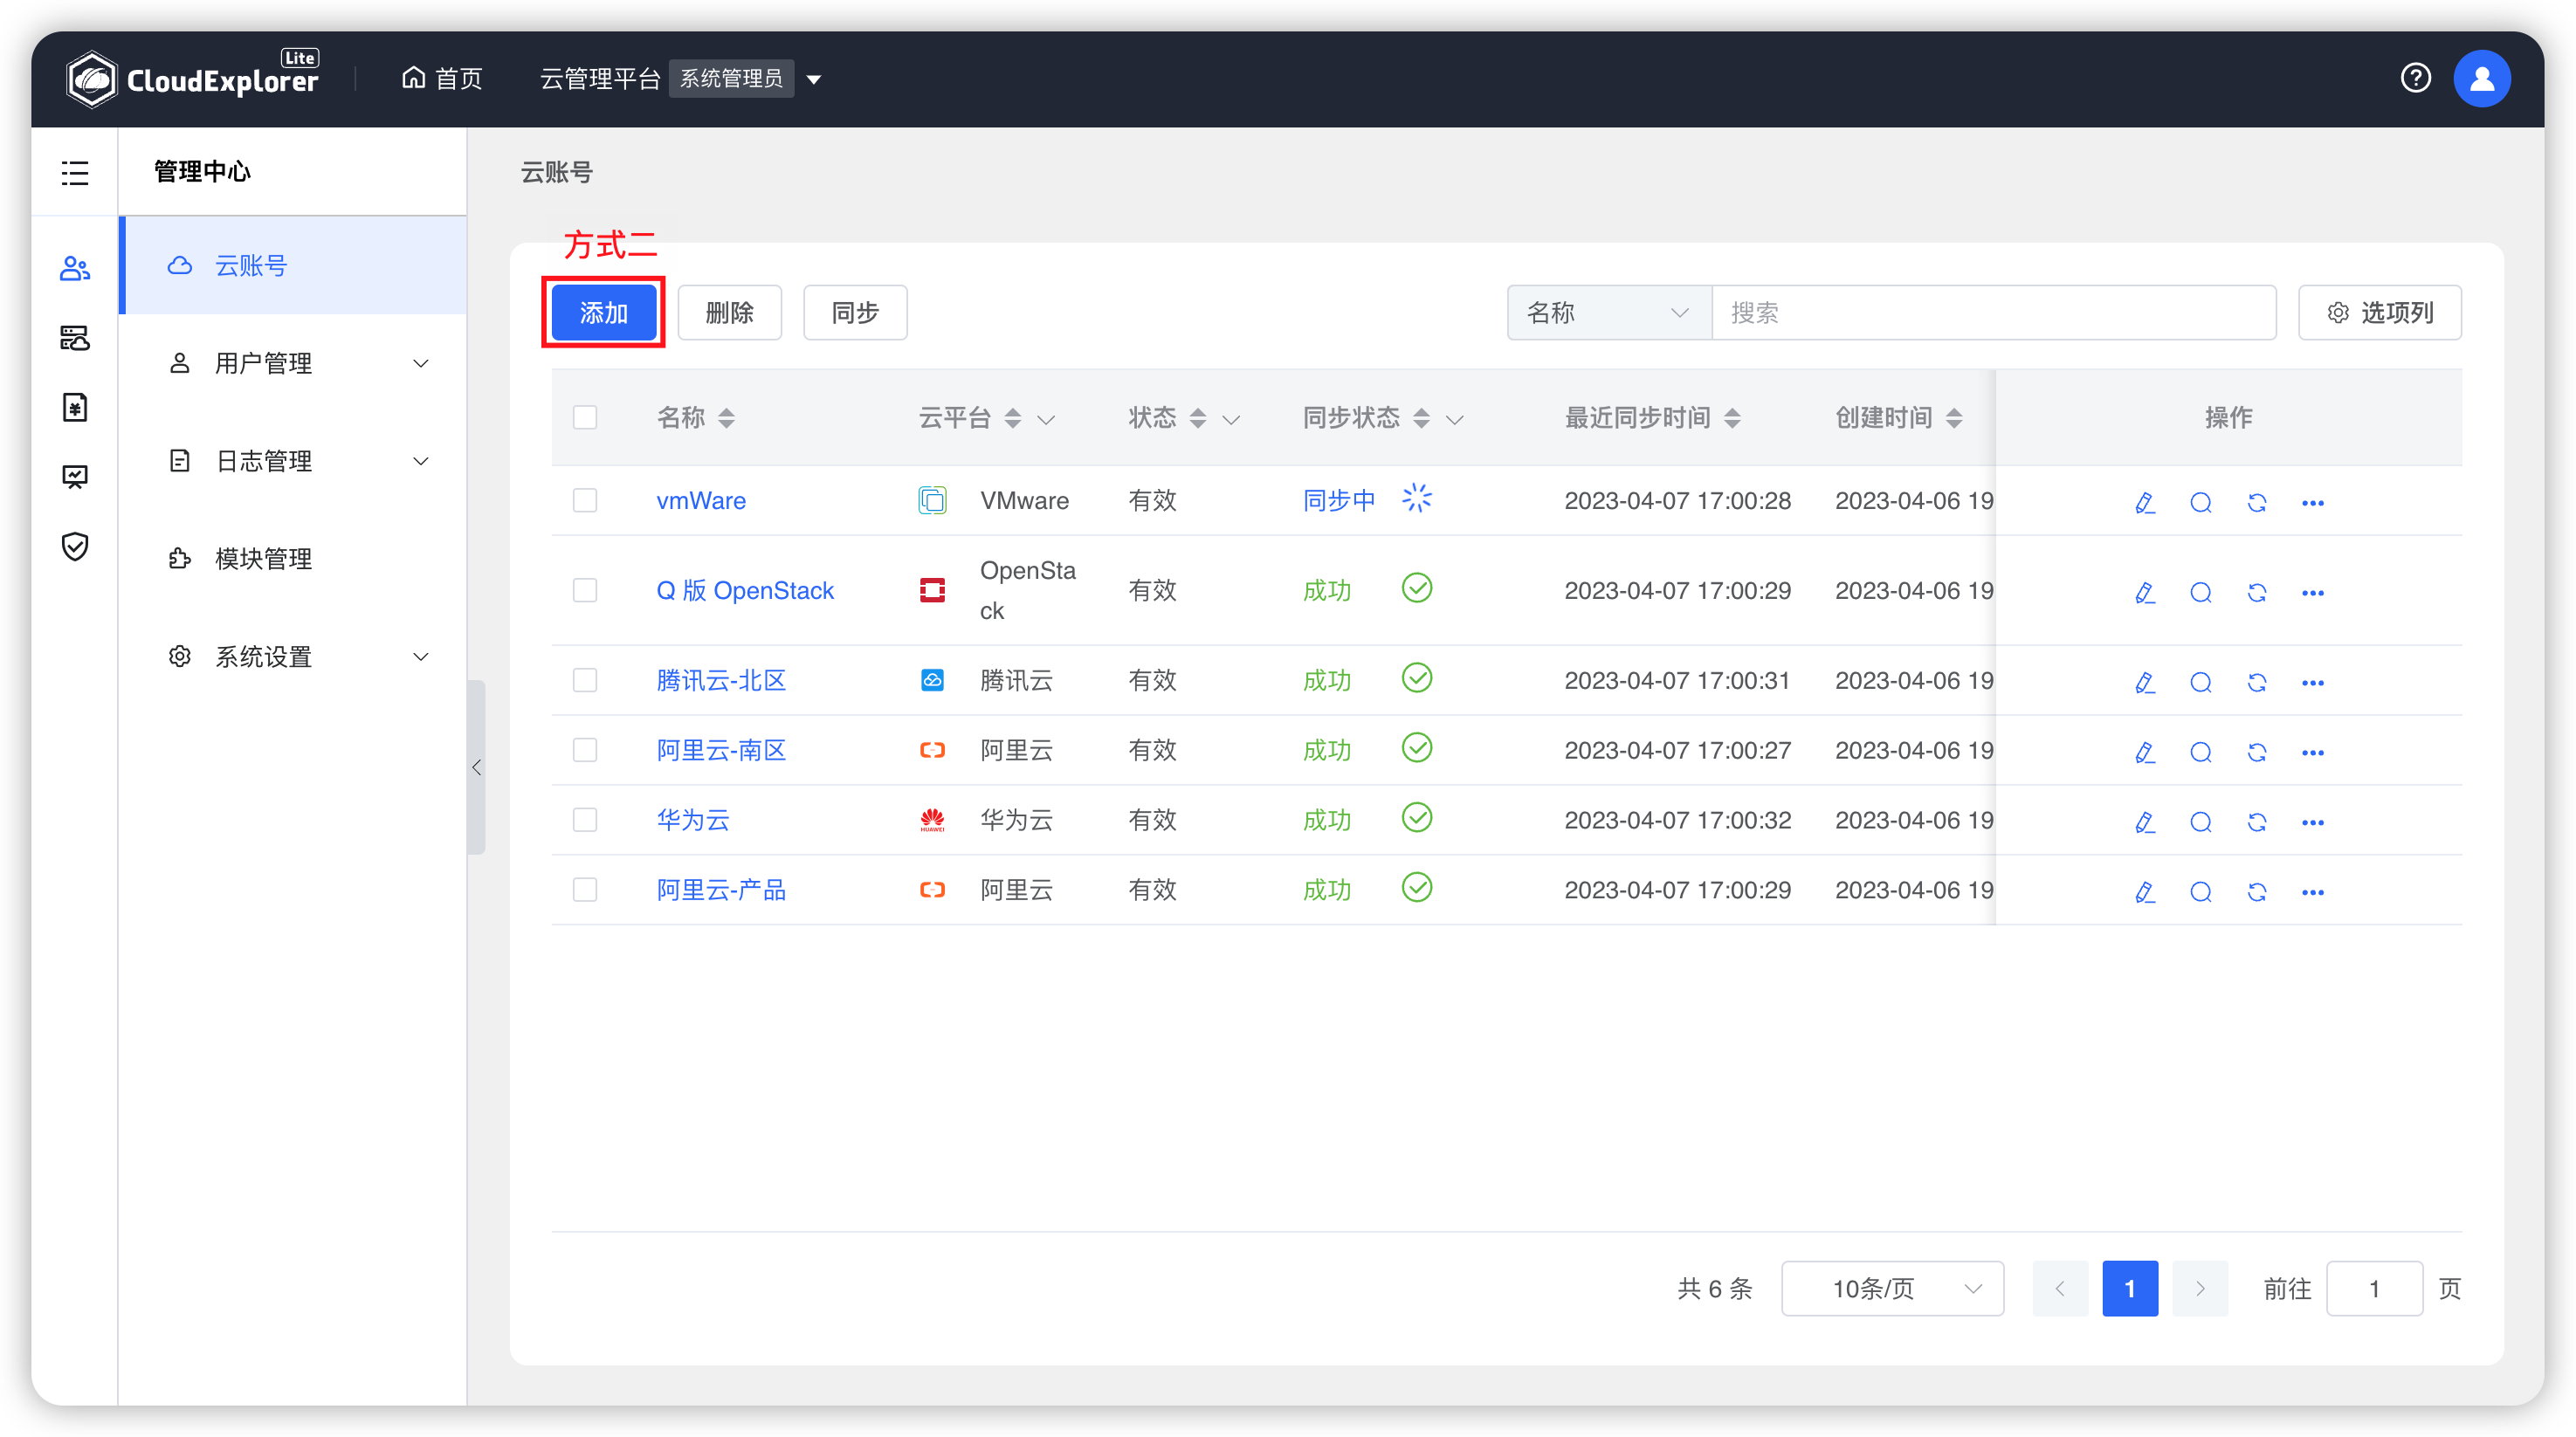 CloudExplorer Lite 首页 云管理平台 系统管理员
管理中心
云账号
用户管理
日志管理
模块管理
系统设置
云账号
方式二
添加 删除 同步 名称 搜索 选项列
名称 云平台 状态 同步状态 最近同步时间 创建时间 操作
vmWare VMware 有效 同步中 2023-04-07 17:00:28 2023-04-06 19
Q 版 OpenStack OpenSta
ck 有效 成功 2023-04-07 17:00:29 2023-04-06 19
腾讯云-北区 腾讯云 有效 成功 2023-04-07 17:00:31 2023-04-06 19
阿里云-南区 阿里云 有效 成功 2023-04-07 17:00:27 2023-04-06 19
华为云 HUAWEI 华为云 有效 成功 2023-04-07 17:00:32 2023-04-06 19
阿里云-产品 阿里云 有效 成功 2023-04-07 17:00:29 2023-04-06 19
共 6 条 10条/页 1 前往 1 页